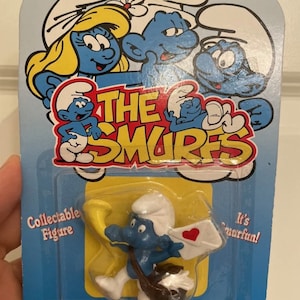 THE
SMURFS
Collectable
Figure
It's
Smurfun!